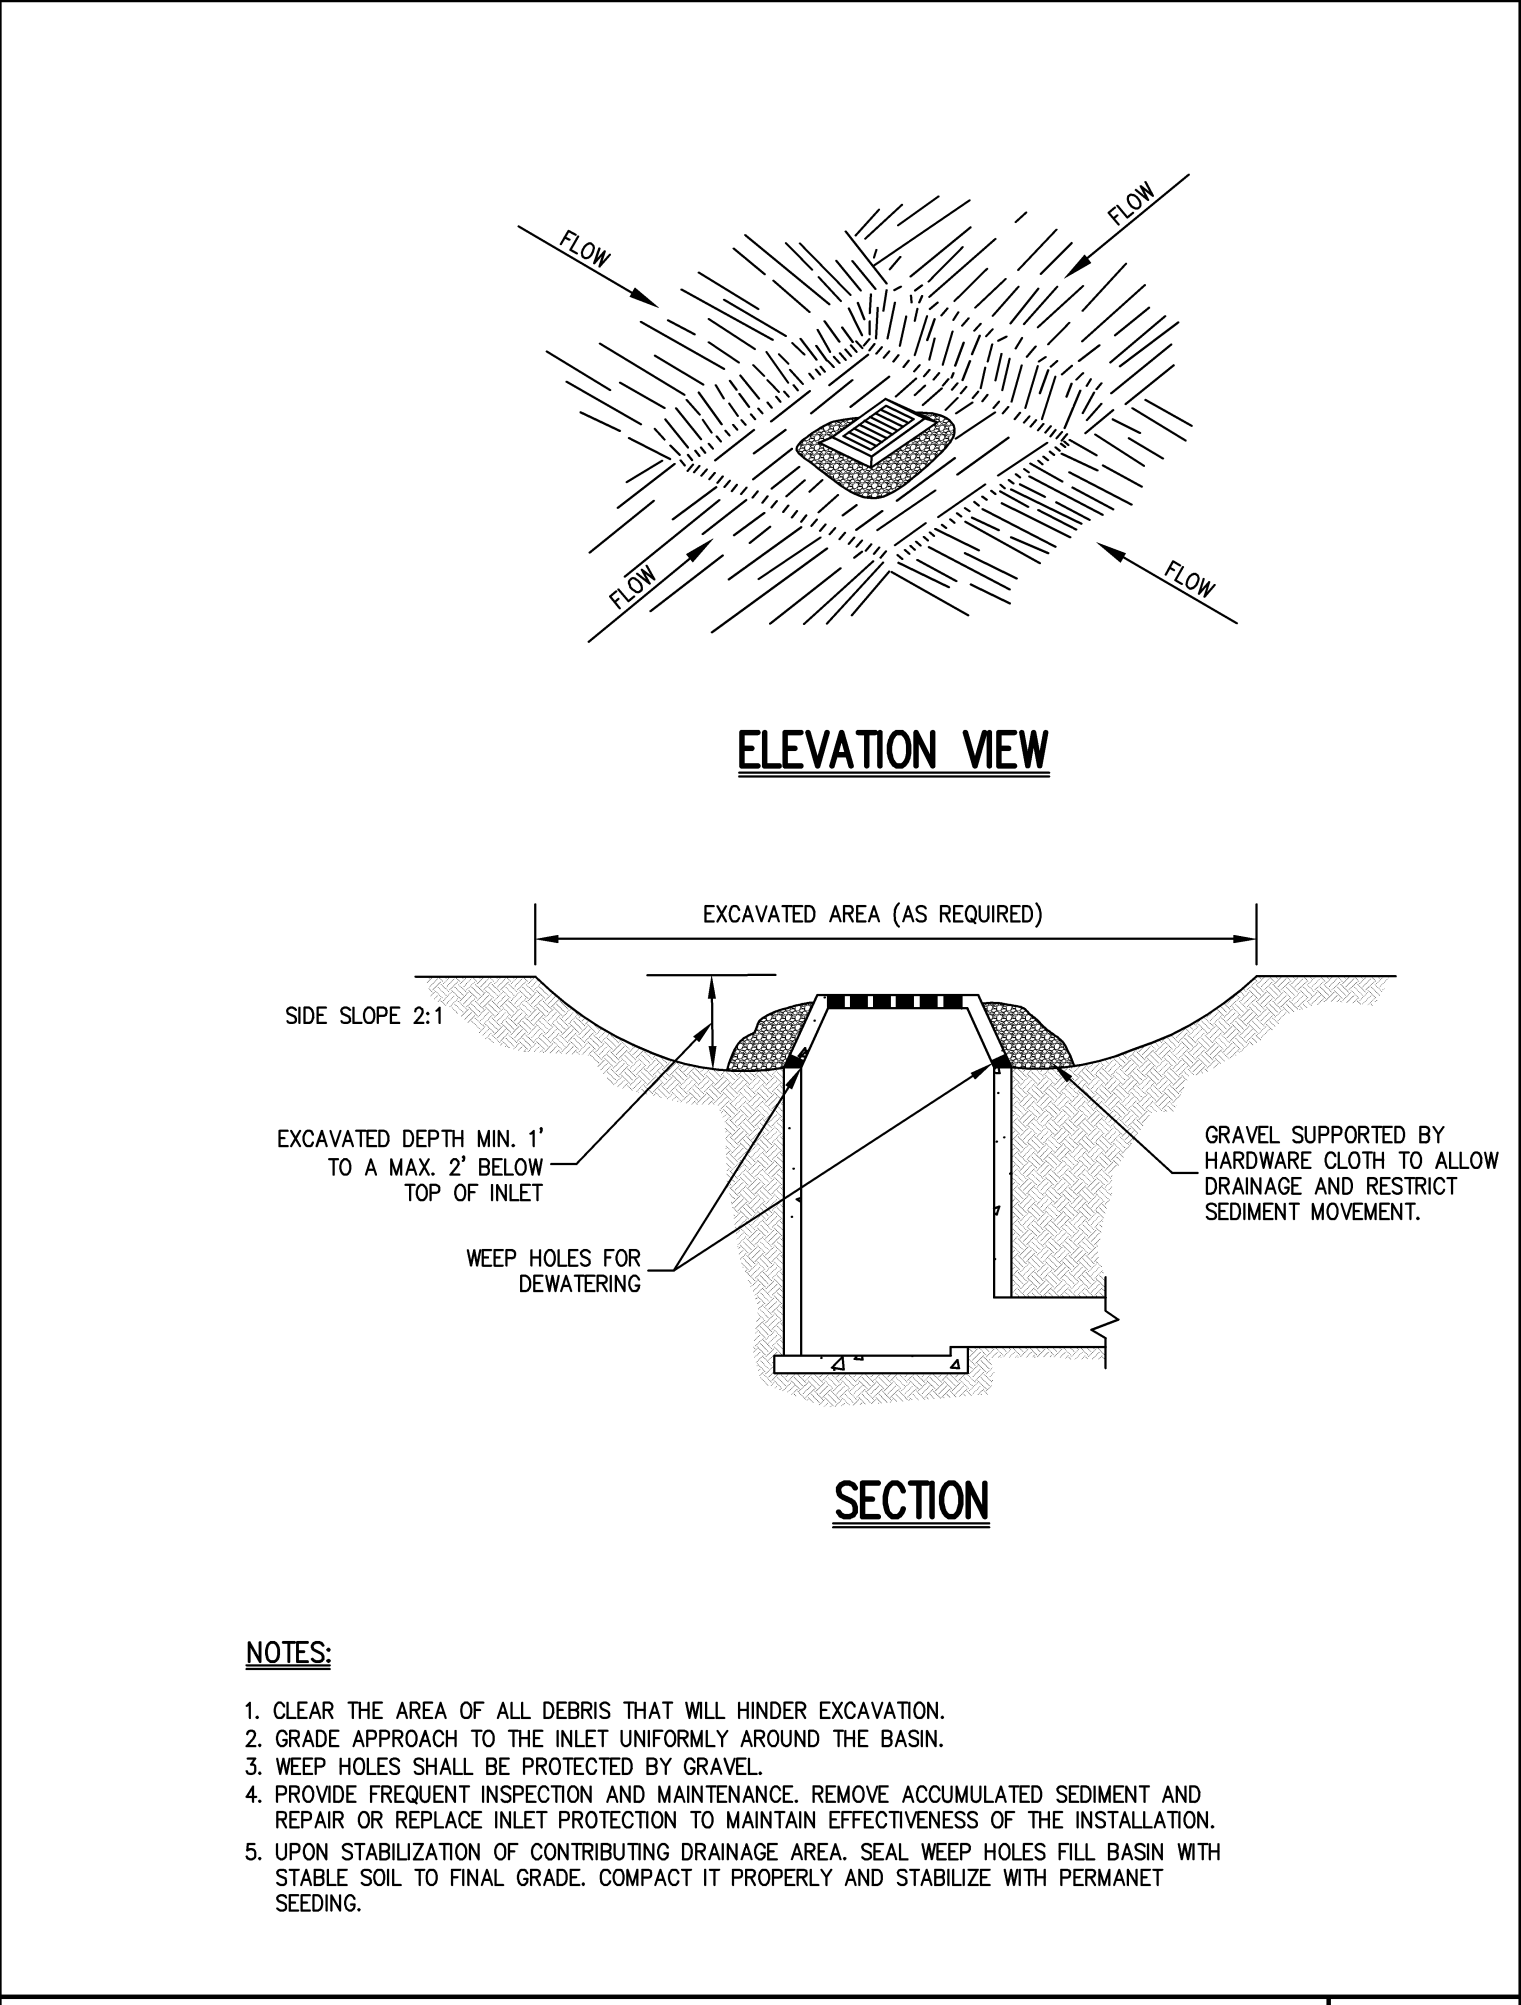 FLOW
FLOW
FLOW
FLOW
ELEVATION VIEW
EXCAVATED AREA (AS REQUIRED)
SIDE SLOPE 2:1
EXCAVATED DEPTH MIN. 1'
TO A MAX. 2' BELOW
TOP OF INLET
GRAVEL SUPPORTED BY
HARDWARE CLOTH TO ALLOW
DRAINAGE AND RESTRICT
SEDIMENT MOVEMENT.
WEEP HOLES FOR
DEWATERING
SECTION
NOTES:
1. CLEAR THE AREA OF ALL DEBRIS THAT WILL HINDER EXCAVATION.
2. GRADE APPROACH TO THE INLET UNIFORMLY AROUND THE BASIN.
3. WEEP HOLES SHALL BE PROTECTED BY GRAVEL.
4. PROVIDE FREQUENT INSPECTION AND MAINTENANCE. REMOVE ACCUMULATED SEDIMENT AND
REPAIR OR REPLACE INLET PROTECTION TO MAINTAIN EFFECTIVENESS OF THE INSTALLATION.
5. UPON STABILIZATION OF CONTRIBUTING DRAINAGE AREA. SEAL WEEP HOLES FILL BASIN WITH
STABLE SOIL TO FINAL GRADE. COMPACT IT PROPERLY AND STABILIZE WITH PERMANET
SEEDING.